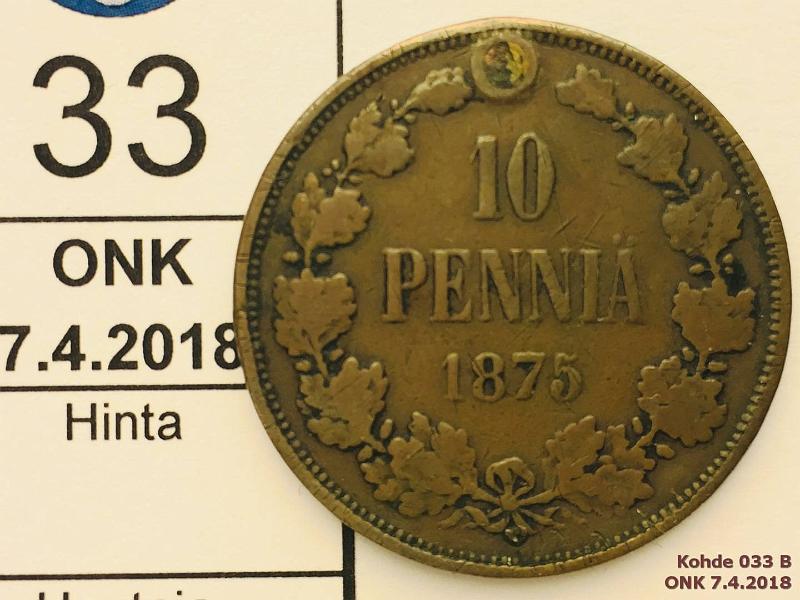 33
ONK
7.4.2018
Hinta
10
PENNIÄ
1875
Kohde 033 B
ONK 7.4.2018